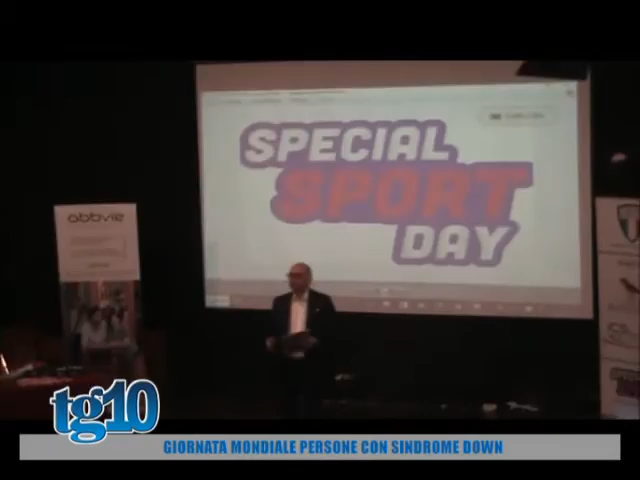 SPECIAL
SPORT
DAY
abbvie
tg10
GIORNATA MONDIALE PERSONE CON SINDROME DOWN